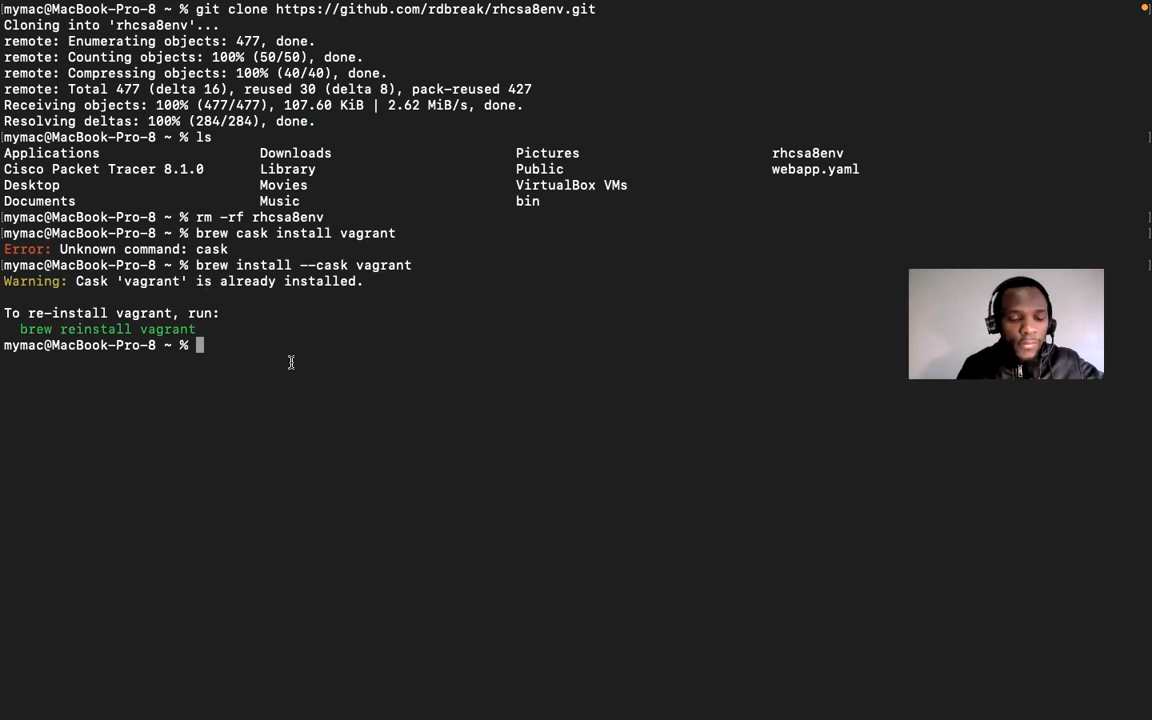 mymac@MacBook-Pro-8 ~ % git clone https://github.com/rdbreak/rhcsa8env.git
Cloning into 'rhcsa8env'...
remote: Enumerating objects: 477, done.
remote: Counting objects: 100% (50/50), done.
remote: Compressing objects: 100% (40/40), done.
remote: Total 477 (delta 16), reused 30 (delta 8), pack-reused 427
Receiving objects: 100% (477/477), 107.60 KiB | 2.62 MiB/s, done.
Resolving deltas: 100% (284/284), done.
mymac@MacBook-Pro-8 ~ % ls
Applications Downloads Pictures rhcsa8env
Cisco Packet Tracer 8.1.0 Library Public webapp.yaml
Desktop Movies VirtualBox VMs
Documents Music bin
mymac@MacBook-Pro-8 ~ % rm -rf rhcsa8env
mymac@MacBook-Pro-8 ~ % brew cask install vagrant
Error: Unknown command: cask
mymac@MacBook-Pro-8 ~ % brew install --cask vagrant
Warning: Cask 'vagrant' is already installed.
To re-install vagrant, run:
brew reinstall vagrant
mymac@MacBook-Pro-8 ~ %